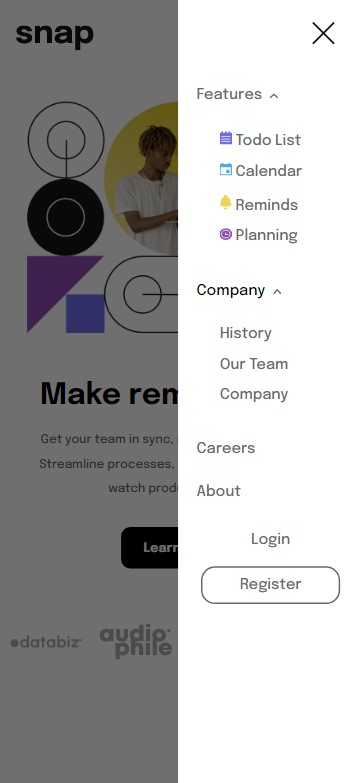 snap
Features
Todo List
Calendar
Reminds
Planning
Company
History
Our Team
Company
Careers
About
Login
Register
Make rem
Get your team in sync,
Streamline processes,
watch prod
Learn
databiz
audiophile